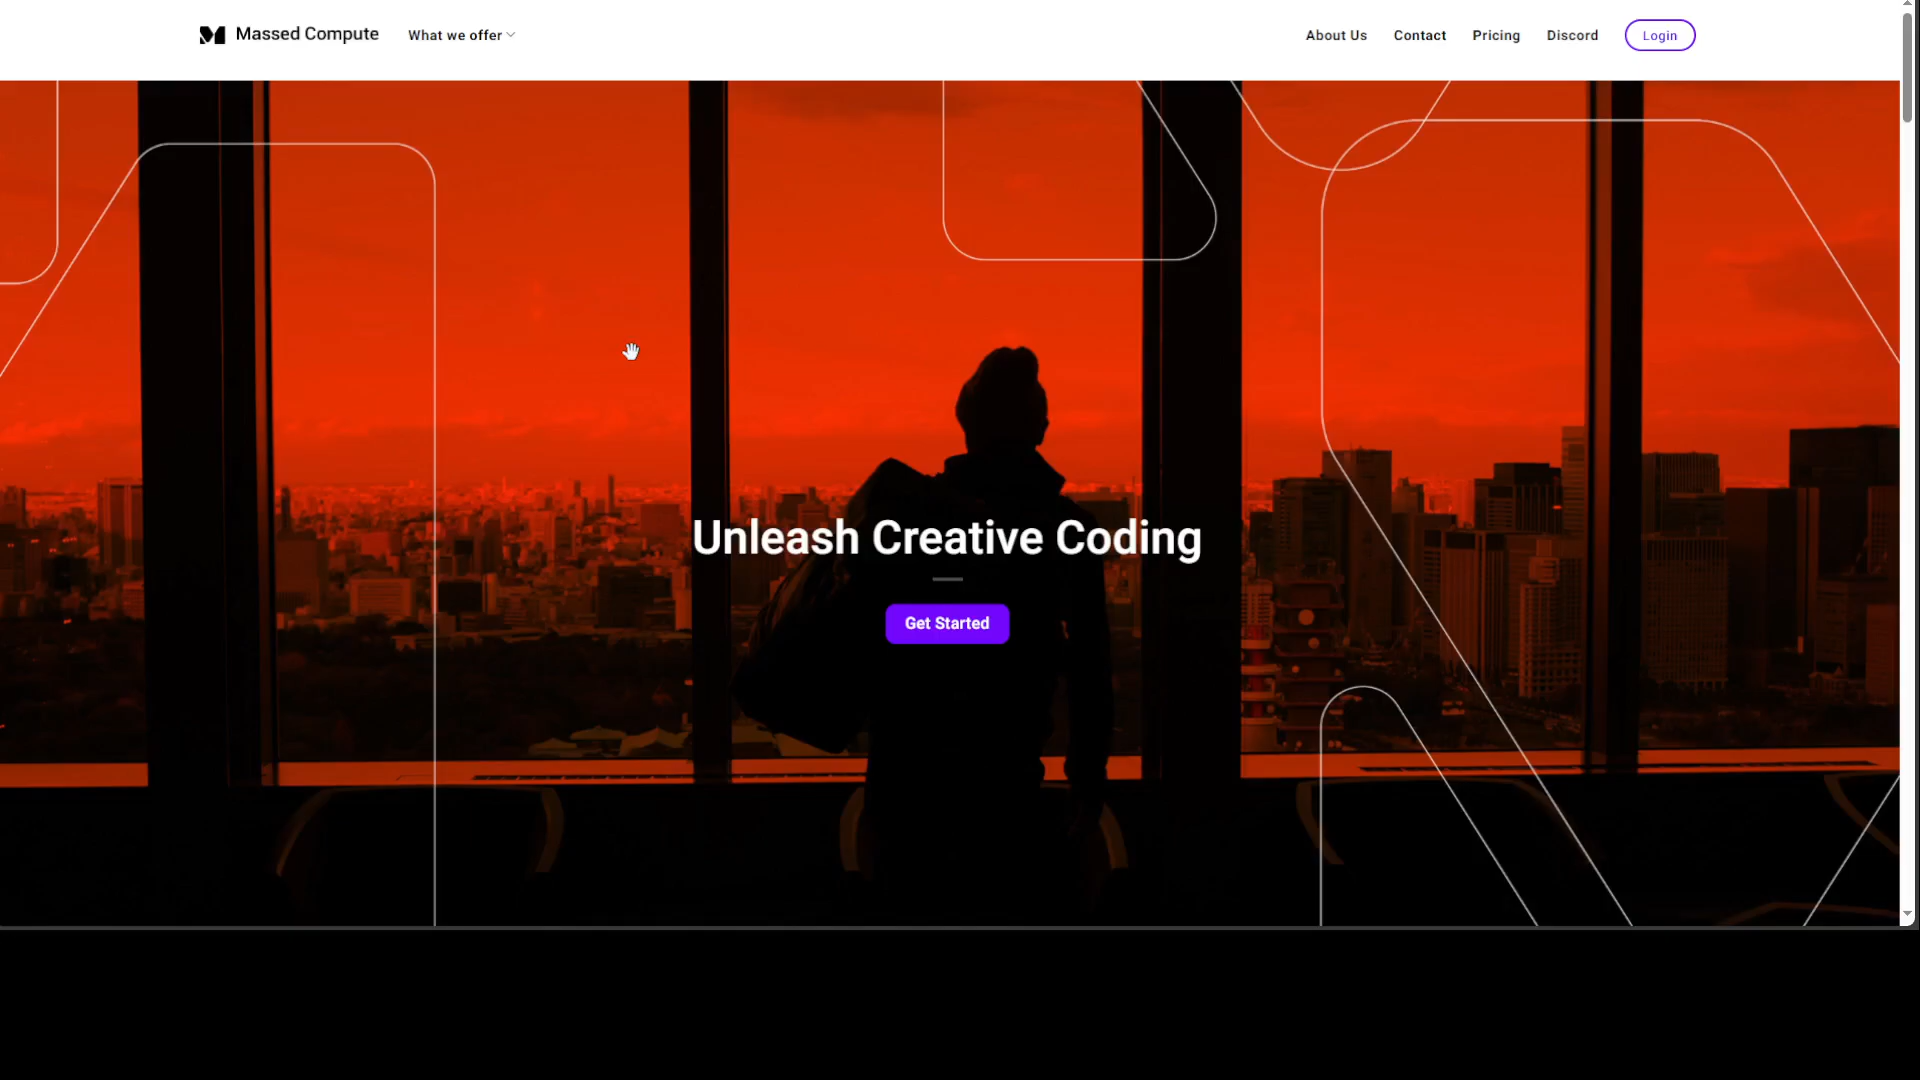 Massed Compute
What we offer
About Us
Contact
Pricing
Discord
Login
Unleash Creative Coding
Get Started